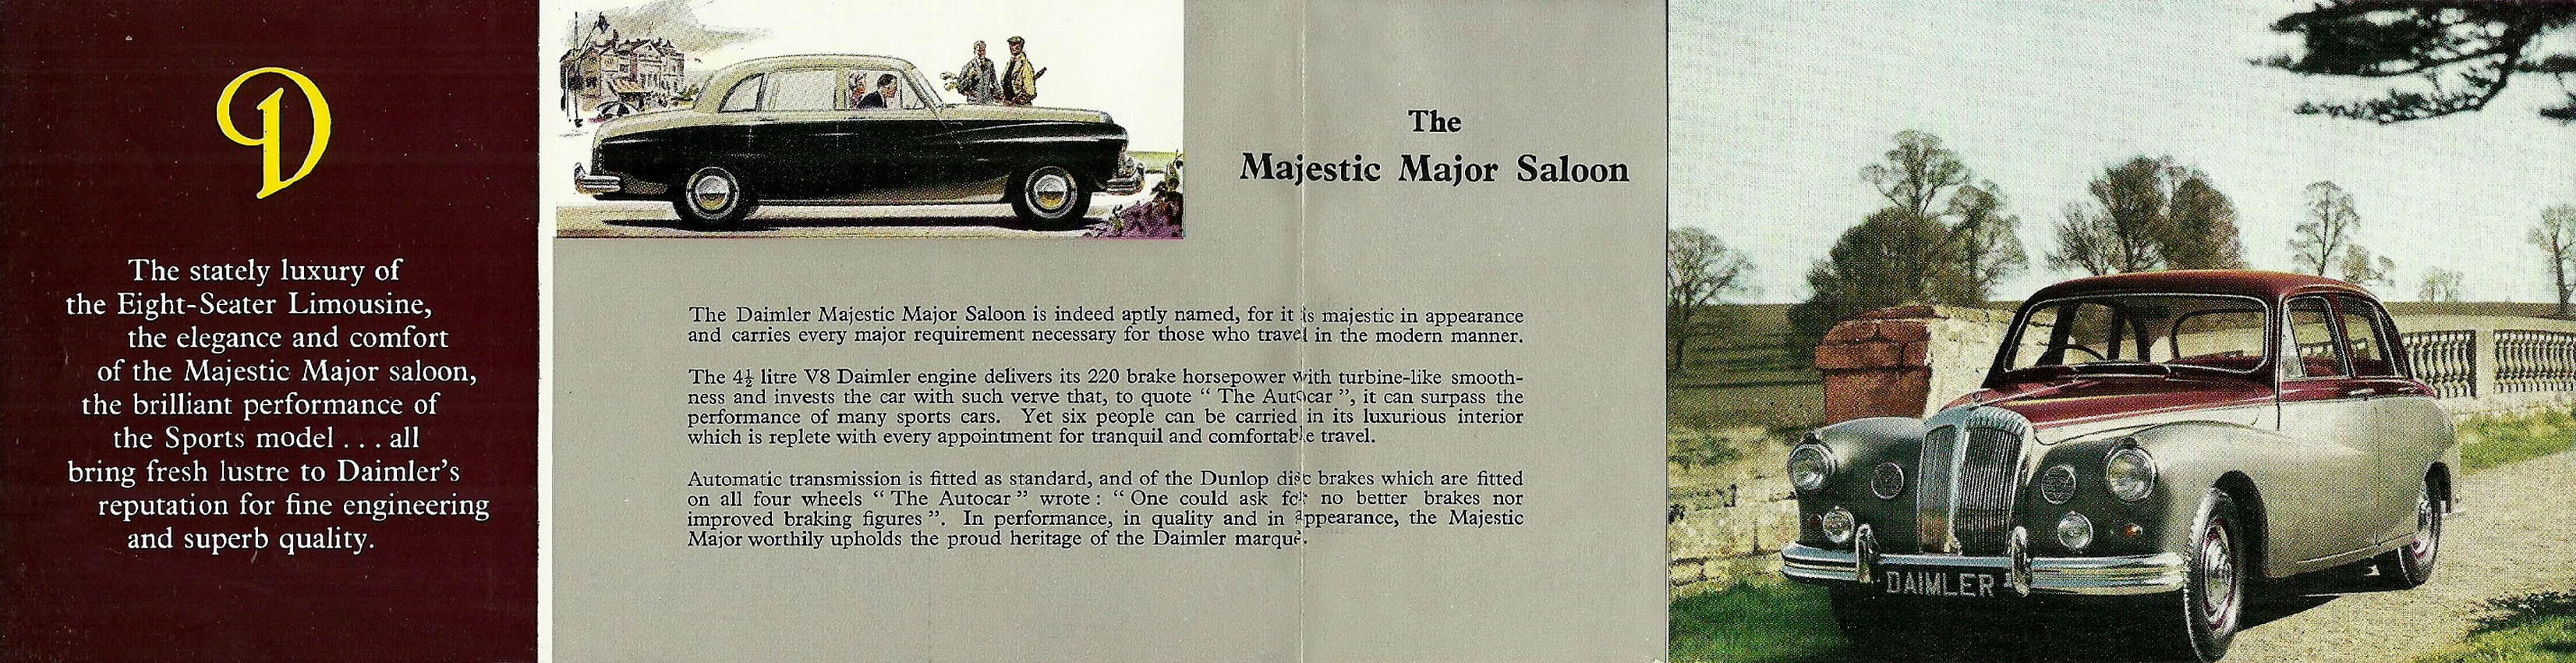 D
The stately luxury of
the Eight-Seater Limousine,
the elegance and comfort
of the Majestic Major saloon,
the brilliant performance of
the Sports model . . . all
bring fresh lustre to Daimler's
reputation for fine engineering
and superb quality.
The
Majestic Major Saloon
The Daimler Majestic Major Saloon is indeed aptly named, for it is majestic in appearance
and carries every major requirement necessary for those who travel in the modern manner.
The 4½ litre V8 Daimler engine delivers its 220 brake horsepower with turbine-like smooth-
ness and invests the car with such verve that, to quote “ The Autocar ”, it can surpass the
performance of many sports cars. Yet six people can be carried in its luxurious interior
which is replete with every appointment for tranquil and comfortable travel.
Automatic transmission is fitted as standard, and of the Dunlop disc brakes which are fitted
on all four wheels “ The Autocar ” wrote : “ One could ask for no better brakes nor
improved braking figures ”. In performance, in quality and in appearance, the Majestic
Major worthily upholds the proud heritage of the Daimler marque.
DAIMLER